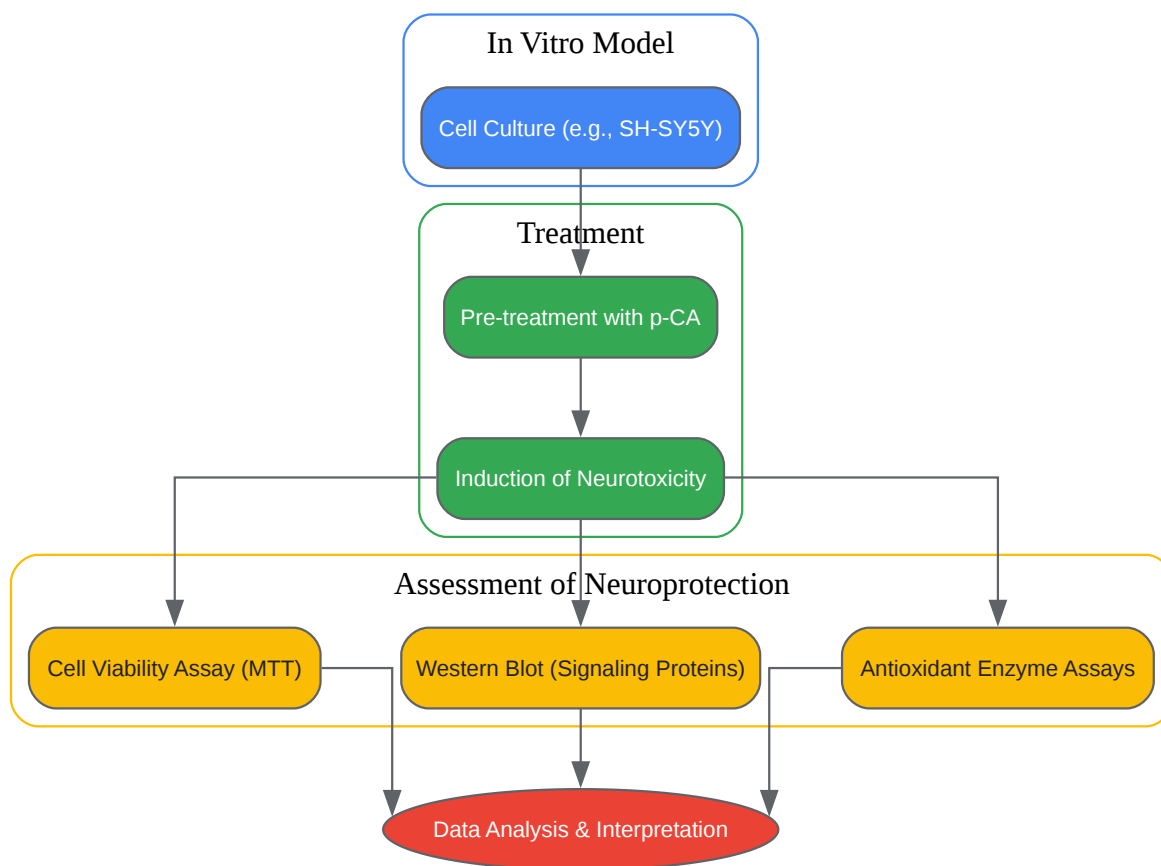 In Vitro Model
Cell Culture (e.g., SH-SY5Y)
Treatment
Pre-treatment with p-CA
Induction of Neurotoxicity
Assessment of Neuroprotection
Cell Viability Assay (MTT)
Western Blot (Signaling Proteins)
Antioxidant Enzyme Assays
Data Analysis & Interpretation